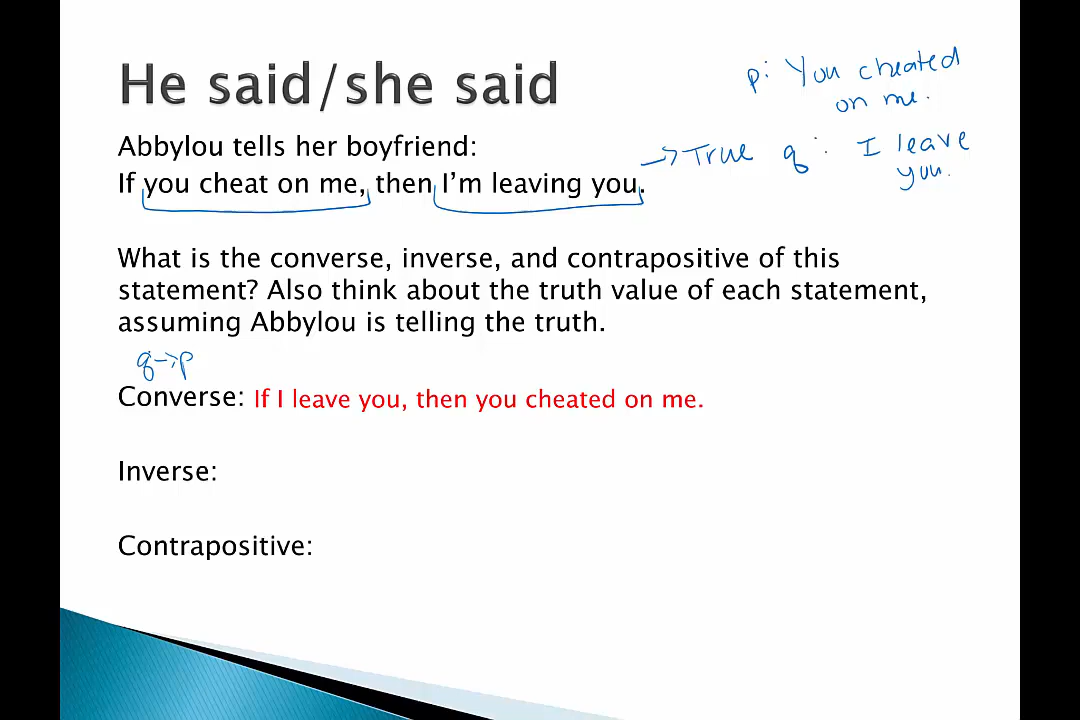 He said/she said
p: You cheated
on me.
Abbylou tells her boyfriend:
→ True q: I leave
you.
If you cheat on me, then I'm leaving you.
What is the converse, inverse, and contrapositive of this
statement? Also think about the truth value of each statement,
assuming Abbylou is telling the truth.
q→p
Converse: If I leave you, then you cheated on me.
Inverse:
Contrapositive: